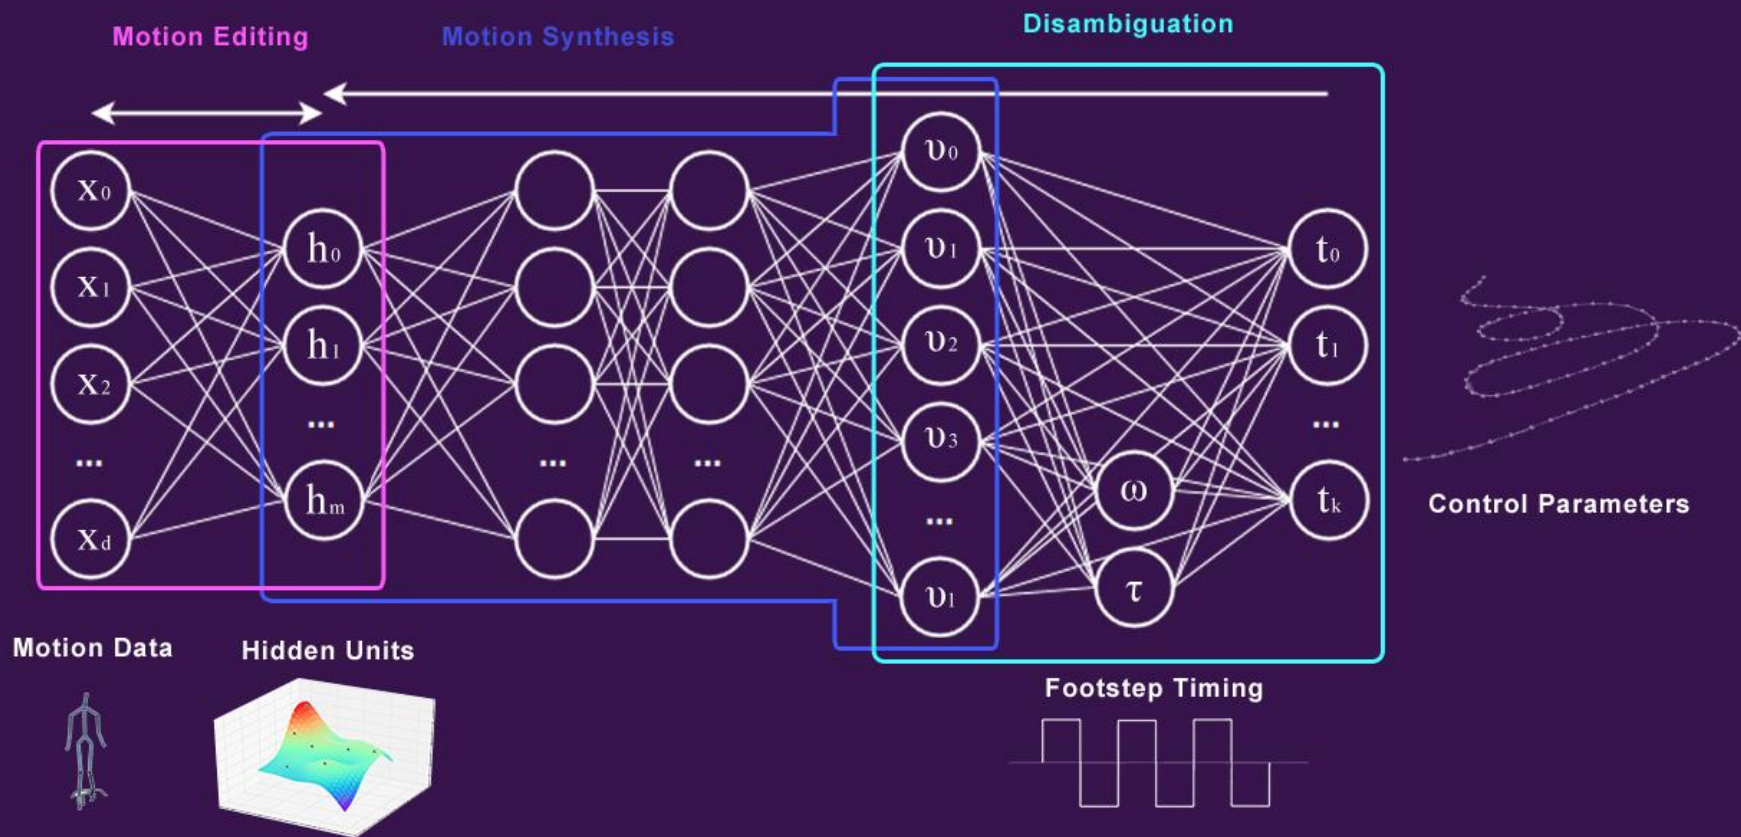 Motion Editing
Motion Synthesis
Disambiguation
x0
x1
x2
...
xd
h0
h1
...
hm
...
...
υ0
υ1
υ2
υ3
...
υl
ω
τ
t0
t1
...
tk
Control Parameters
Motion Data
Hidden Units
Footstep Timing